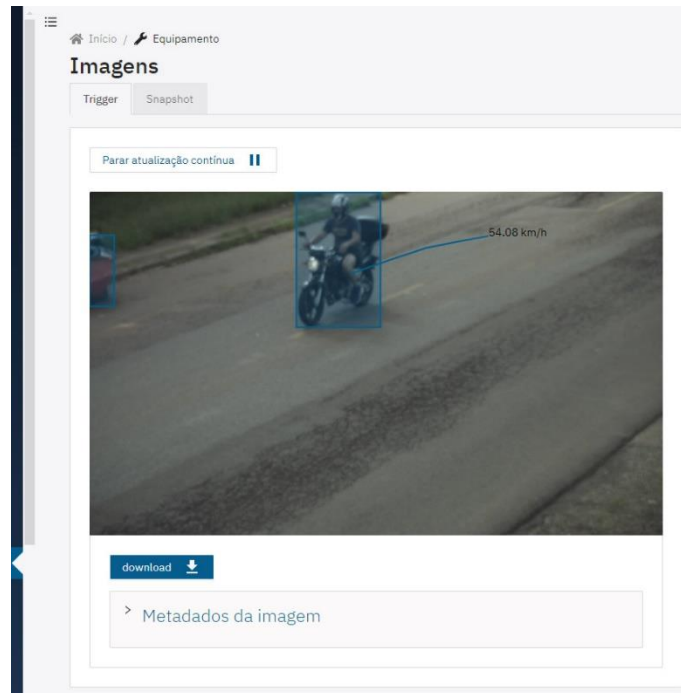 Início / Equipamento
Imagens
Trigger Snapshot
Parar atualização contínua
54.08 km/h
download
> Metadados da imagem